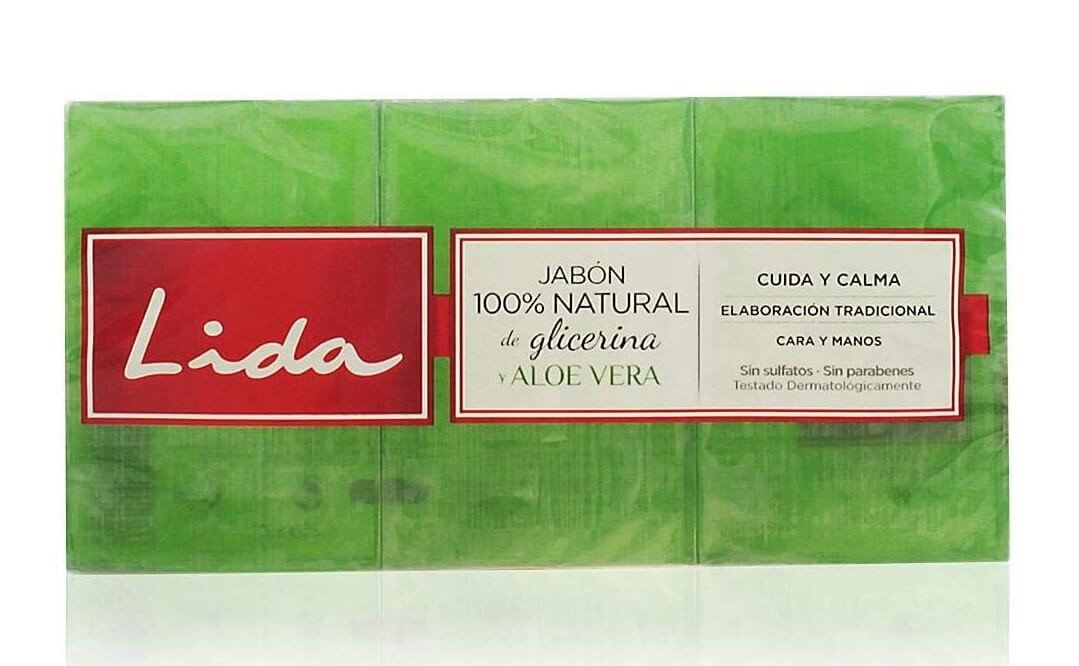 Lida
JABÓN
100% NATURAL
de glicerina
y ALOE VERA
CUIDA Y CALMA
ELABORACIÓN TRADICIONAL
CARA Y MANOS
Sin sulfatos · Sin parabenes
Testado Dermatológicamente